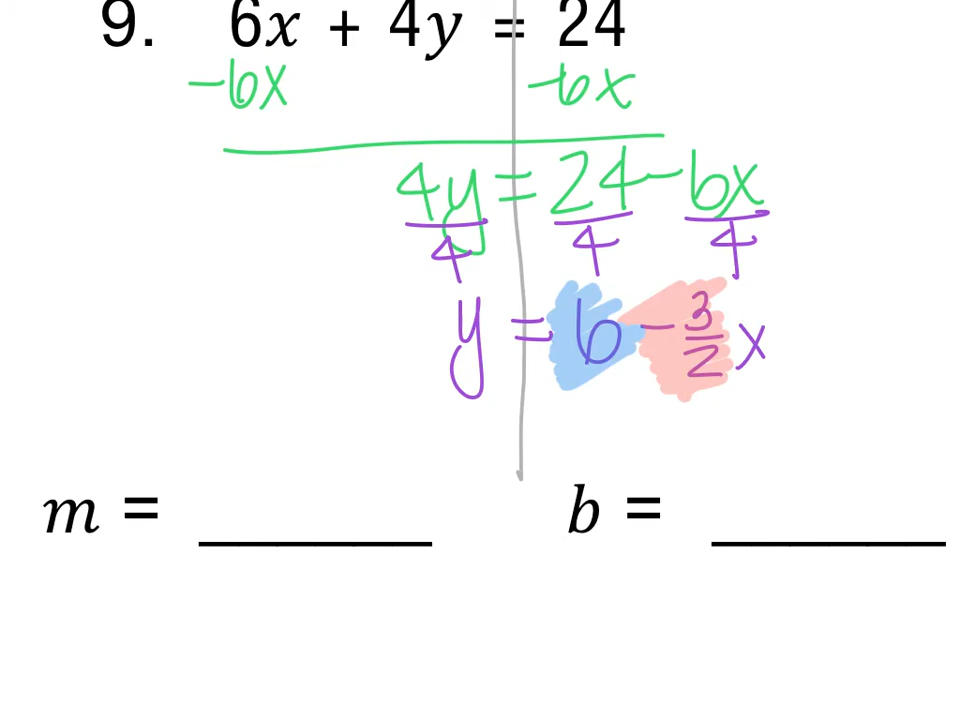 9. 6x + 4y = 24
-6x -6x
4y = 24 - 6x
4 4 4
y = 6 - 3/2 x
m = ______ b = ______